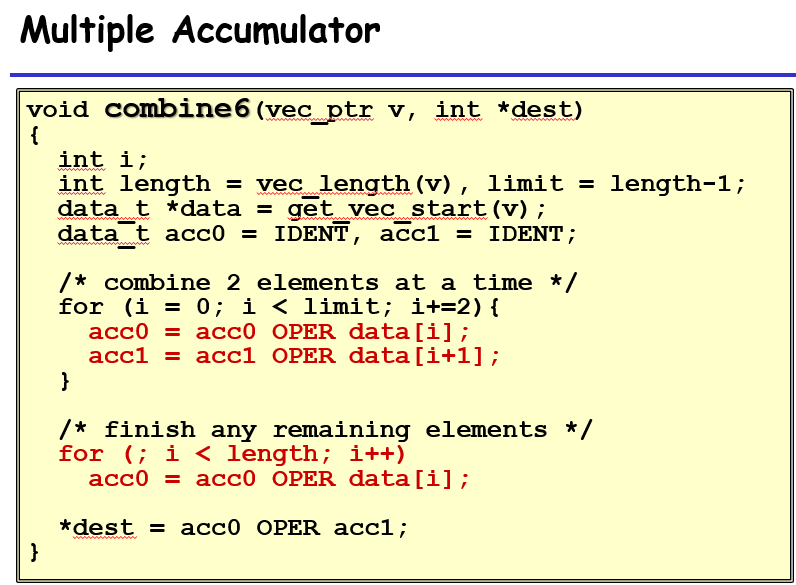 Multiple Accumulator
void combine6(vec_ptr v, int *dest)
{
int i;
int length = vec_length(v), limit = length-1;
data_t *data = get_vec_start(v);
data_t acc0 = IDENT, acc1 = IDENT;
/* combine 2 elements at a time */
for (i = 0; i < limit; i+=2){
acc0 = acc0 OPER data[i];
acc1 = acc1 OPER data[i+1];
}
/* finish any remaining elements */
for (; i < length; i++)
acc0 = acc0 OPER data[i];
*dest = acc0 OPER acc1;
}